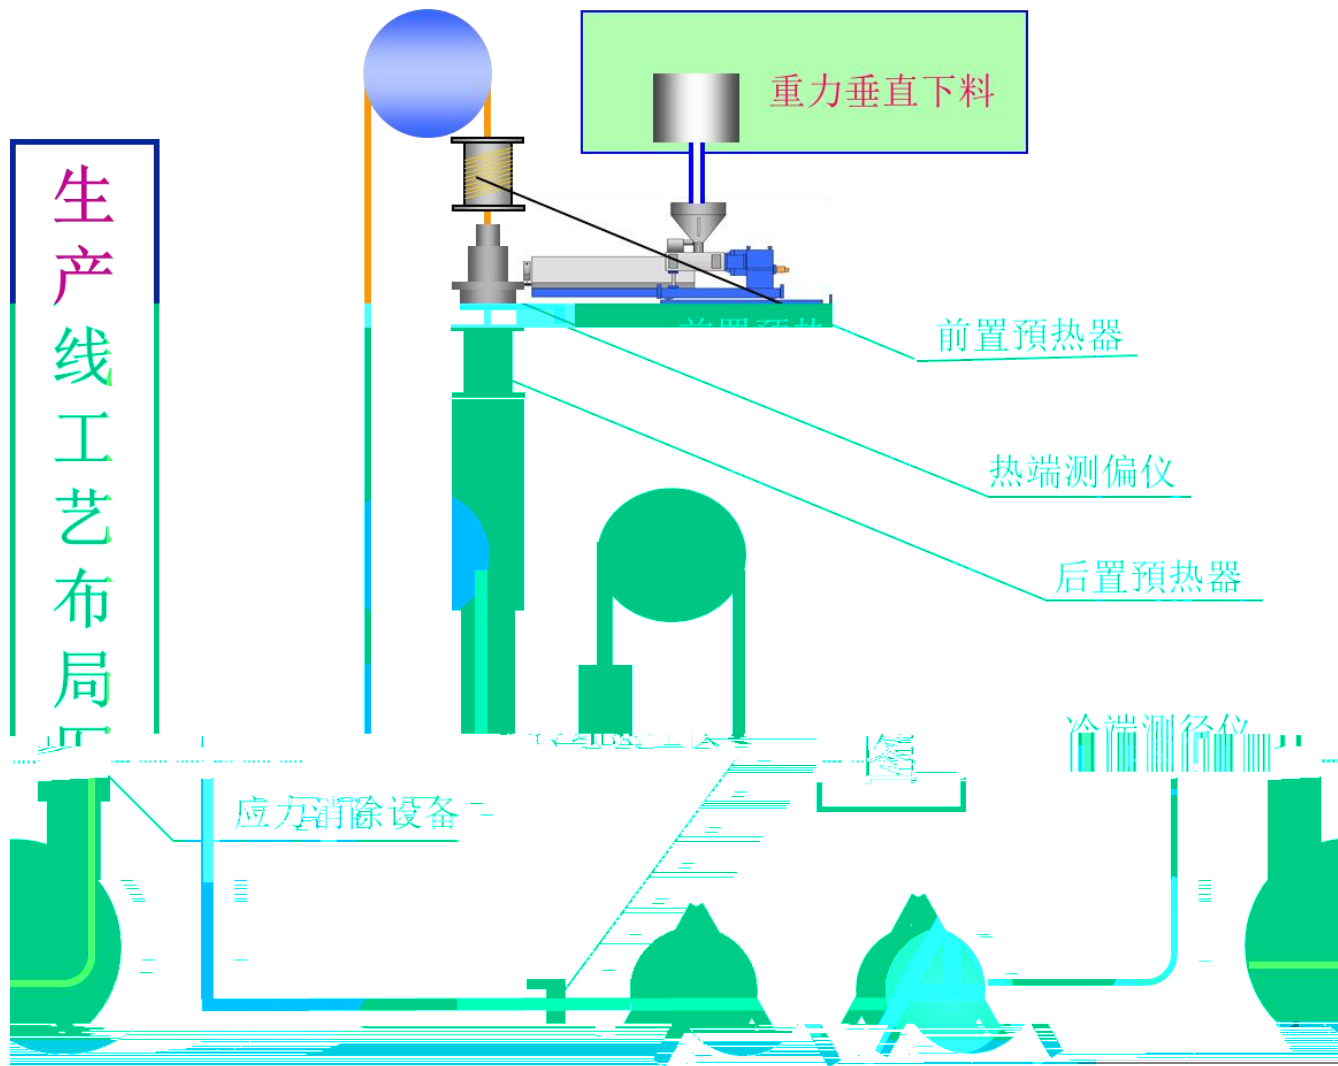 重力垂直下料
生
产
线
工
艺
布
局
前置預热器
热端测偏仪
后置預热器
冷端测径仪
应力消除设备